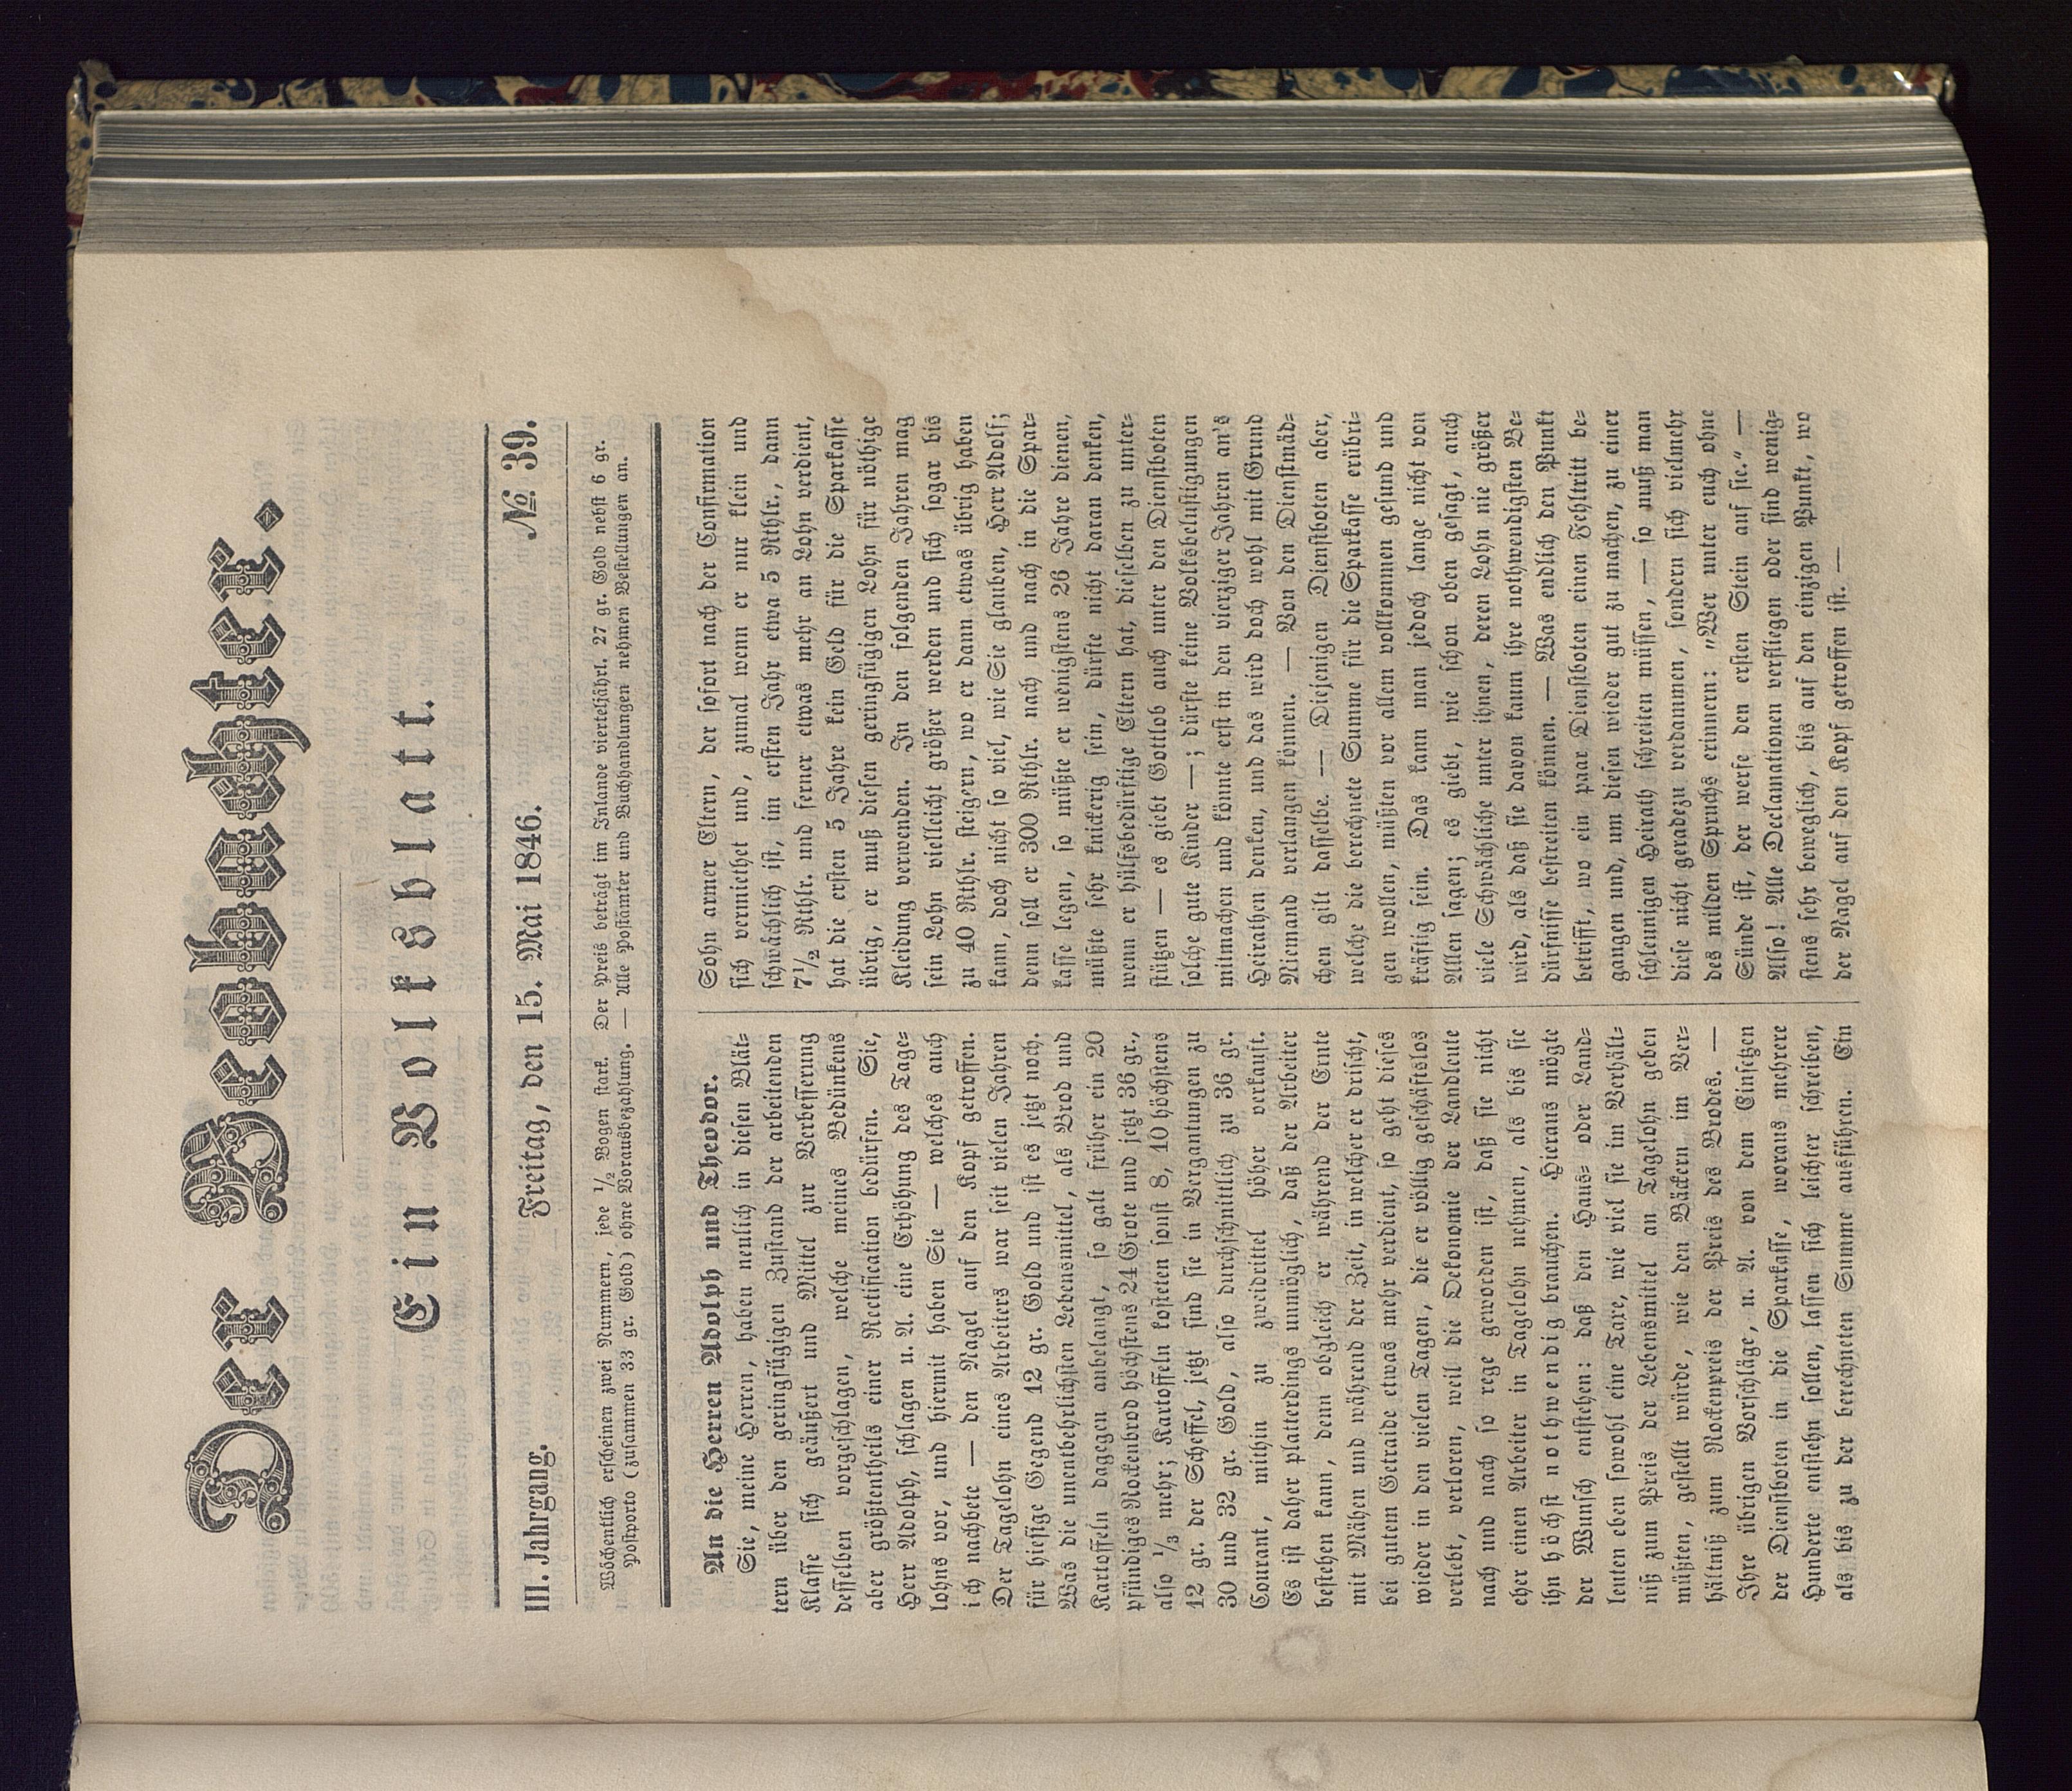 Der Beobachter.
Ein Volksblatt.
III. Jahrgang. Freitag, den 15. Mai 1846. № 39.
Wöchentlich erscheinen zwei Nummern, jede ½ Bogen stark. Der Preis beträgt im Inlande vierteljährl. 27 gr. Gold nebst 6 gr.
Postporto (zusammen 33 gr. Gold) ohne Vorausbezahlung. — Alle Postämter und Buchhandlungen nehmen Bestellungen an.
An die Herren Adolph und Theodor.
Sie, meine Herren, haben neulich in diesen Blät=
tern über den geringfügigen Zustand der arbeitenden
Klasse sich geäußert und Mittel zur Verbesserung
desselben vorgeschlagen, welche meines Bedünkens
aber größtentheils einer Rectification bedürfen. Sie,
Herr Adolph, schlagen u. A. eine Erhöhung des Tage=
lohns vor, und hiermit haben Sie — welches auch
ich nachbete — den Nagel auf den Kopf getroffen.
Der Tagelohn eines Arbeiters war seit vielen Jahren
für hiesige Gegend 12 gr. Gold und ist es jetzt noch.
Was die unentbehrlichsten Lebensmittel, als Brod und
Kartoffeln dagegen anbelangt, so galt früher ein 20
pfündiges Rockenbrod höchstens 24 Grote und jetzt 36 gr.,
also ⅓ mehr; Kartoffeln kosteten sonst 8, 10 höchstens
12 gr. der Scheffel, jetzt sind sie in Vergantungen zu
30 und 32 gr. Gold, also durchschnittlich zu 36 gr.
Courant, mithin zu zweidrittel höher verkauft.
Es ist daher platterdings unmöglich, daß der Arbeiter
bestehen kann, denn obgleich er während der Ernte
mit Mähen und während der Zeit, in welcher er drischt,
bei gutem Getraide etwas mehr verdient, so geht dieses
wieder in den vielen Tagen, die er völlig geschäftslos
verlebt, verloren, weil die Oekonomie der Landleute
nach und nach so rege geworden ist, daß sie nicht
eher einen Arbeiter in Tagelohn nehmen, als bis sie
ihn höchst nothwendig brauchen. Hieraus mögte
der Wunsch entstehen: daß den Haus= oder Land=
leuten eben sowohl eine Taxe, wie viel sie im Verhält=
niß zum Preis der Lebensmittel an Tagelohn geben
müßten, gestellt würde, wie den Bäckern im Ver=
hältniß zum Rockenpreis der Preis des Brodes. —
Ihre übrigen Vorschläge, u. A. von dem Einsetzen
der Dienstboten in die Sparkasse, woraus mehrere
Hunderte entstehn sollen, lassen sich leichter schreiben,
als bis zu der berechneten Summe ausführen. Ein
Sohn armer Eltern, der sofort nach der Confirmation
sich vermiethet und, zumal wenn er nur klein und
schwächlich ist, im ersten Jahr etwa 5 Rthlr., dann
7½ Rthlr. und ferner etwas mehr an Lohn verdient,
hat die ersten 5 Jahre kein Geld für die Sparkasse
übrig, er muß diesen geringfügigen Lohn für nöthige
Kleidung verwenden. In den folgenden Jahren mag
sein Lohn vielleicht größer werden und sich sogar bis
zu 40 Rthlr. steigern, wo er dann etwas übrig haben
kann, doch nicht so viel, wie Sie glauben, Herr Adolf;
denn soll er 300 Rthlr. nach und nach in die Spar=
kasse legen, so müßte er wenigstens 26 Jahre dienen,
müßte sehr knickerig sein, dürfte nicht daran denken,
wenn er hülfsbedürftige Eltern hat, dieselben zu unter=
stützen — es giebt Gottlob auch unter den Dienstboten
solche gute Kinder —; dürfte keine Volksbelustigungen
mitmachen und könnte erst in den vierziger Jahren an's
Heirathen denken, und das wird doch wohl mit Grund
Niemand verlangen können. — Von den Dienstmäd=
chen gilt dasselbe. — Diejenigen Dienstboten aber,
welche die berechnete Summe für die Sparkasse erübri=
gen wollen, müßten vor allem vollkommen gesund und
kräftig sein. Das kann man jedoch lange nicht von
Allen sagen; es giebt, wie schon oben gesagt, auch
viele Schwächliche unter ihnen, deren Lohn nie größer
wird, als daß sie davon kaum ihre nothwendigsten Be=
dürfnisse bestreiten können. — Was endlich den Punkt
betrifft, wo ein paar Dienstboten einen Fehltritt be=
gangen und, um diesen wieder gut zu machen, zu einer
schleunigen Heirath schreiten müssen, — so muß man
diese nicht geradezu verdammen, sondern sich vielmehr
des milden Spruchs erinnern: „Wer unter euch ohne
Sünde ist, der werfe den ersten Stein auf sie.“ —
Also! Alle Declamationen verfliegen oder sind wenig=
stens sehr beweglich, bis auf den einzigen Punkt, wo
der Nagel auf den Kopf getroffen ist. —